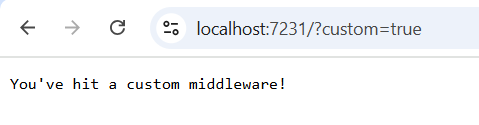 localhost:7231/?custom=true
You've hit a custom middleware!